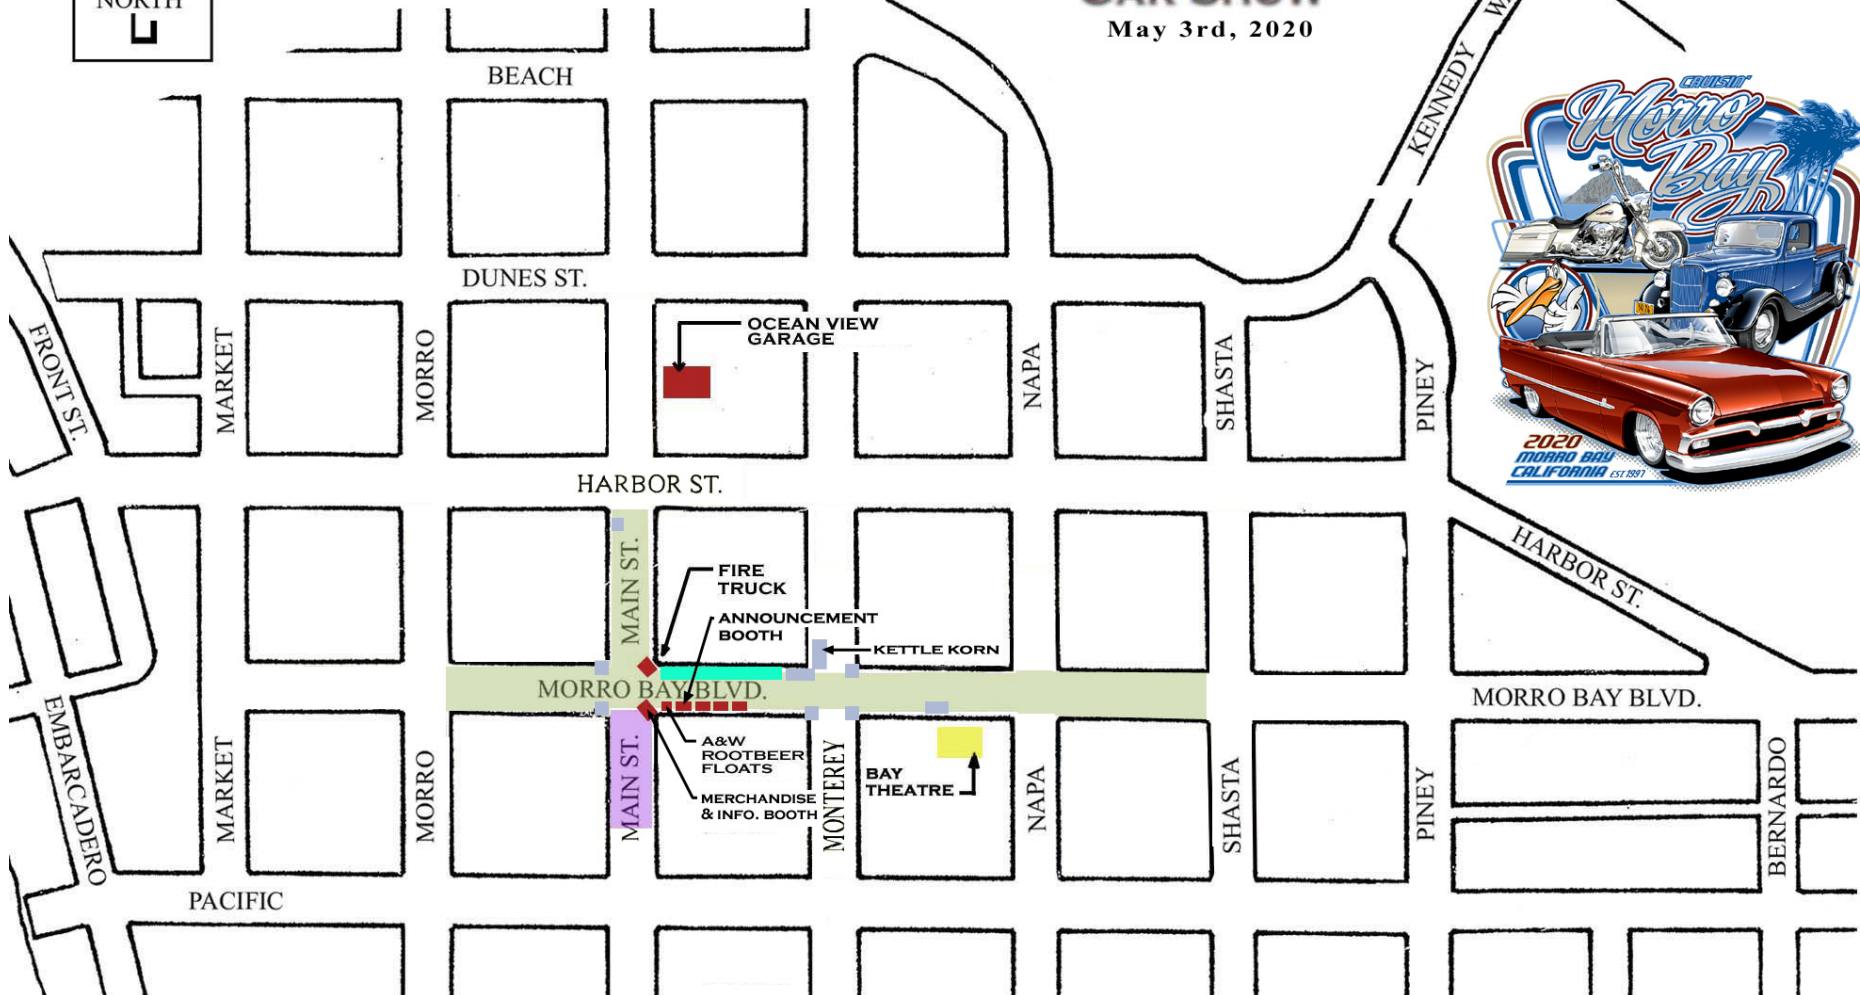 NORTH
CAR SHOW
May 3rd, 2020
BEACH
KENNEDY
CRUISIN'
Morro
Bay
DUNES ST.
FRONT ST.
MARKET
MORRO
OCEAN VIEW
GARAGE
NAPA
SHASTA
PINEY
2020
MORRO BAY
CALIFORNIA EST 1997
HARBOR ST.
HARBOR ST.
MAIN ST.
FIRE
TRUCK
ANNOUNCEMENT
BOOTH
KETTLE KORN
MORRO BAY BLVD.
MORRO BAY BLVD.
EMBARCADERO
MARKET
MORRO
MAIN ST.
A&W
ROOTBEER
FLOATS
MERCHANDISE
& INFO. BOOTH
MONTEREY
BAY
THEATRE
NAPA
SHASTA
PINEY
BERNARDO
PACIFIC